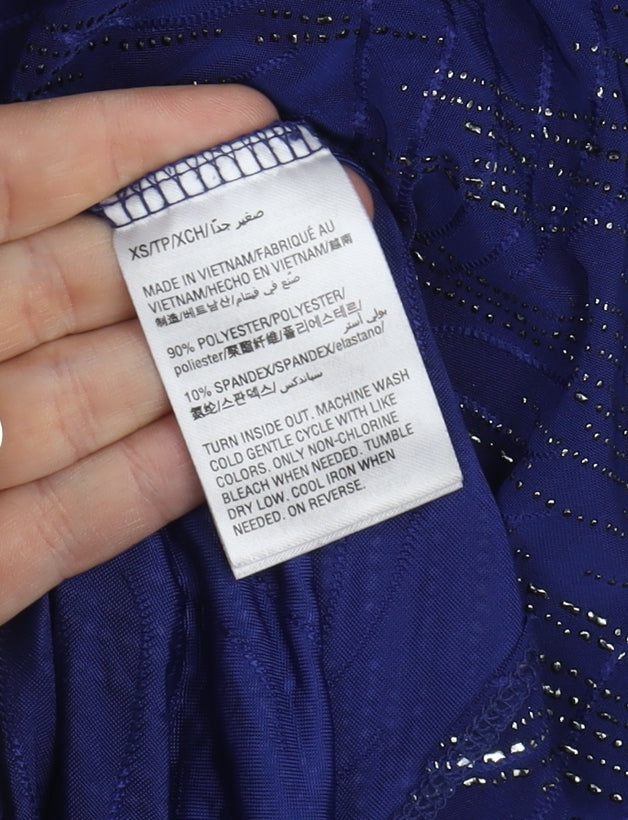 XS/TP/XCH/صغير جدًّا
MADE IN VIETNAM/FABRIQUÉ AU
VIETNAM/HECHO EN VIETNAM/越南
制造/베트남산/صنع في فيتنام
90% POLYESTER/POLYESTER/
poliester/聚酯纤维/폴리에스테르/بولي أستر
10% SPANDEX/SPANDEX/elastano/
氨纶/스판덱스/سباندكس
TURN INSIDE OUT. MACHINE WASH
COLD GENTLE CYCLE WITH LIKE
COLORS. ONLY NON-CHLORINE
BLEACH WHEN NEEDED. TUMBLE
DRY LOW. COOL IRON WHEN
NEEDED. ON REVERSE.